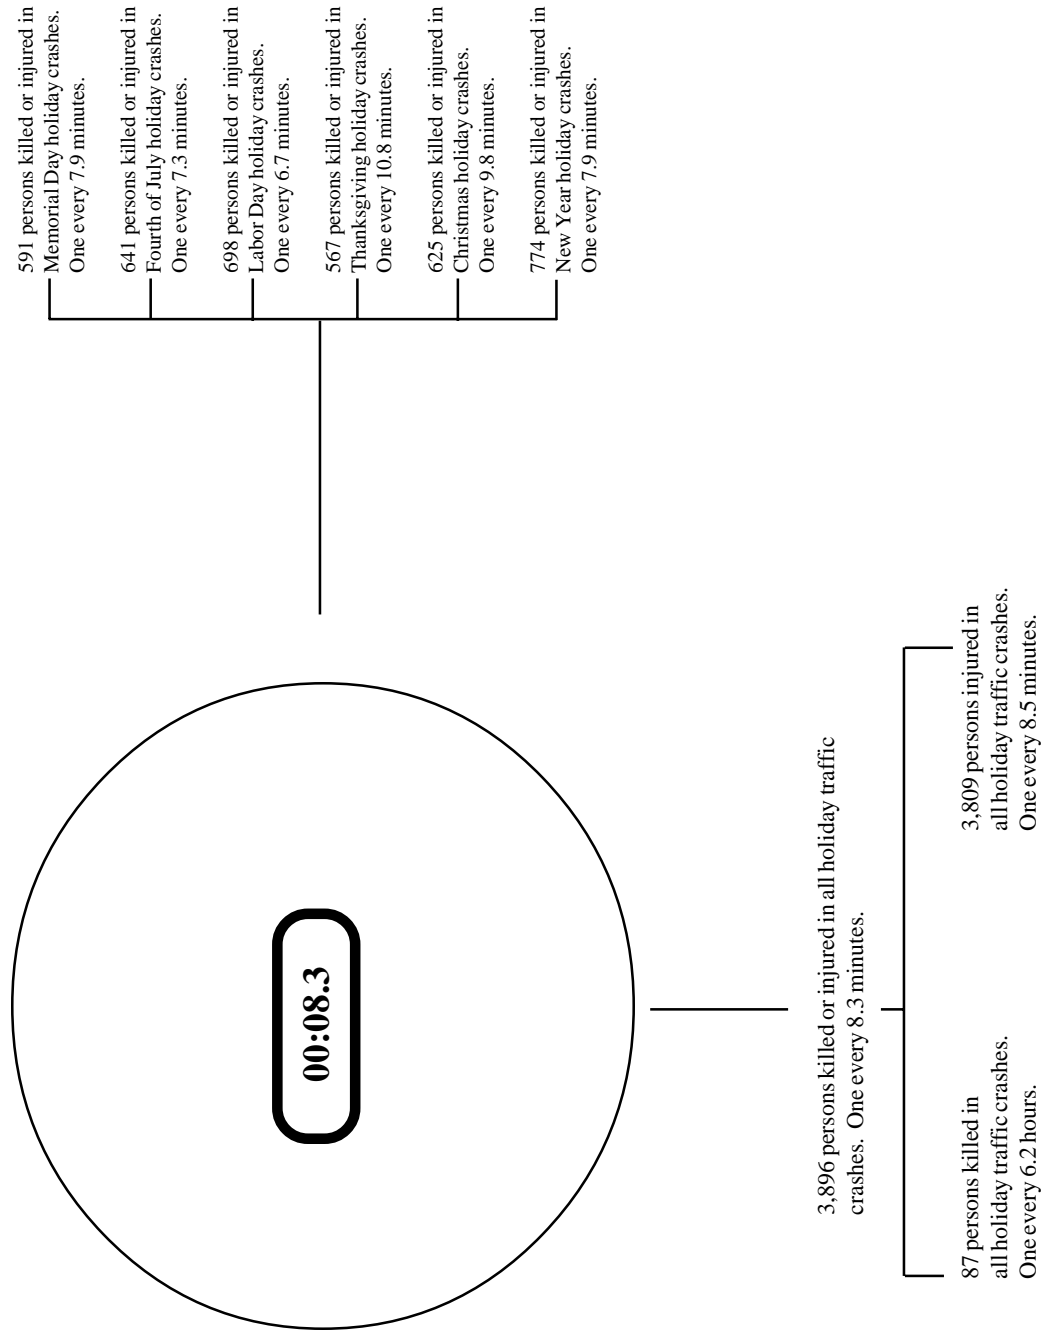 00:08.3
591 persons killed or injured in
Memorial Day holiday crashes.
One every 7.9 minutes.
641 persons killed or injured in
Fourth of July holiday crashes.
One every 7.3 minutes.
698 persons killed or injured in
Labor Day holiday crashes.
One every 6.7 minutes.
567 persons killed or injured in
Thanksgiving holiday crashes.
One every 10.8 minutes.
625 persons killed or injured in
Christmas holiday crashes.
One every 9.8 minutes.
774 persons killed or injured in
New Year holiday crashes.
One every 7.9 minutes.
3,896 persons killed or injured in all holiday traffic
crashes. One every 8.3 minutes.
87 persons killed in
all holiday traffic crashes.
One every 6.2 hours.
3,809 persons injured in
all holiday traffic crashes.
One every 8.5 minutes.